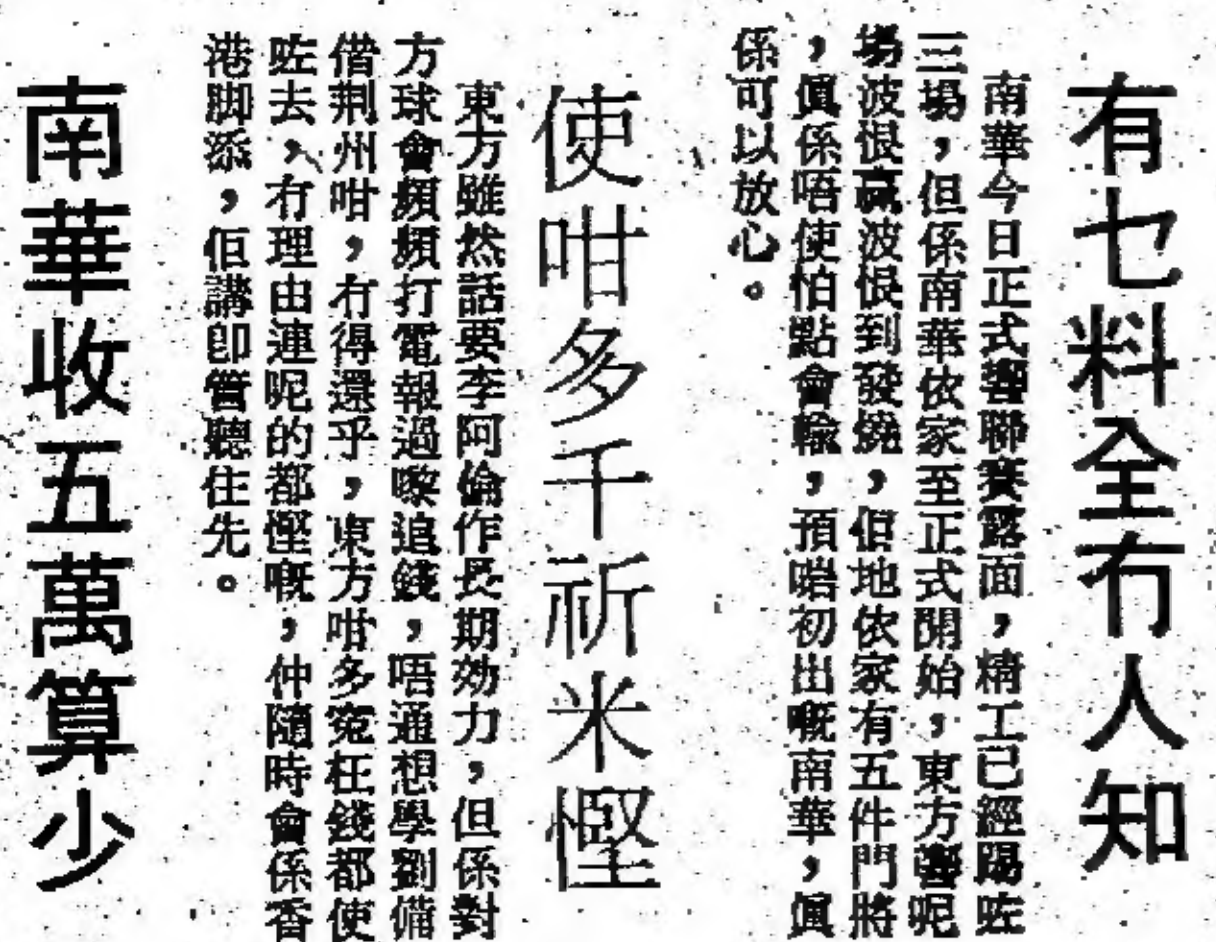 有乜料全冇人知
南華今日正式響聯賽露面，精工已經踢咗
三場，但係南華依家至正式開始，東方響呢
場波恨贏波恨到發燒，佢地依家有五件門將
，眞係唔使怕點會輸，預啱初出嘅南華，眞
係可以放心。
使咁多千祈米慳
東方雖然話要李阿倫作長期効力，但係對
方球會頻頻打電報過嚟追錢，唔通想學劉備
借荆州咁，冇得還乎，東方咁多寃枉錢都使
咗去，冇理由連呢的都慳嘅，仲隨時會係香
港脚添，佢講卽管聽住先。
南華收五萬算少